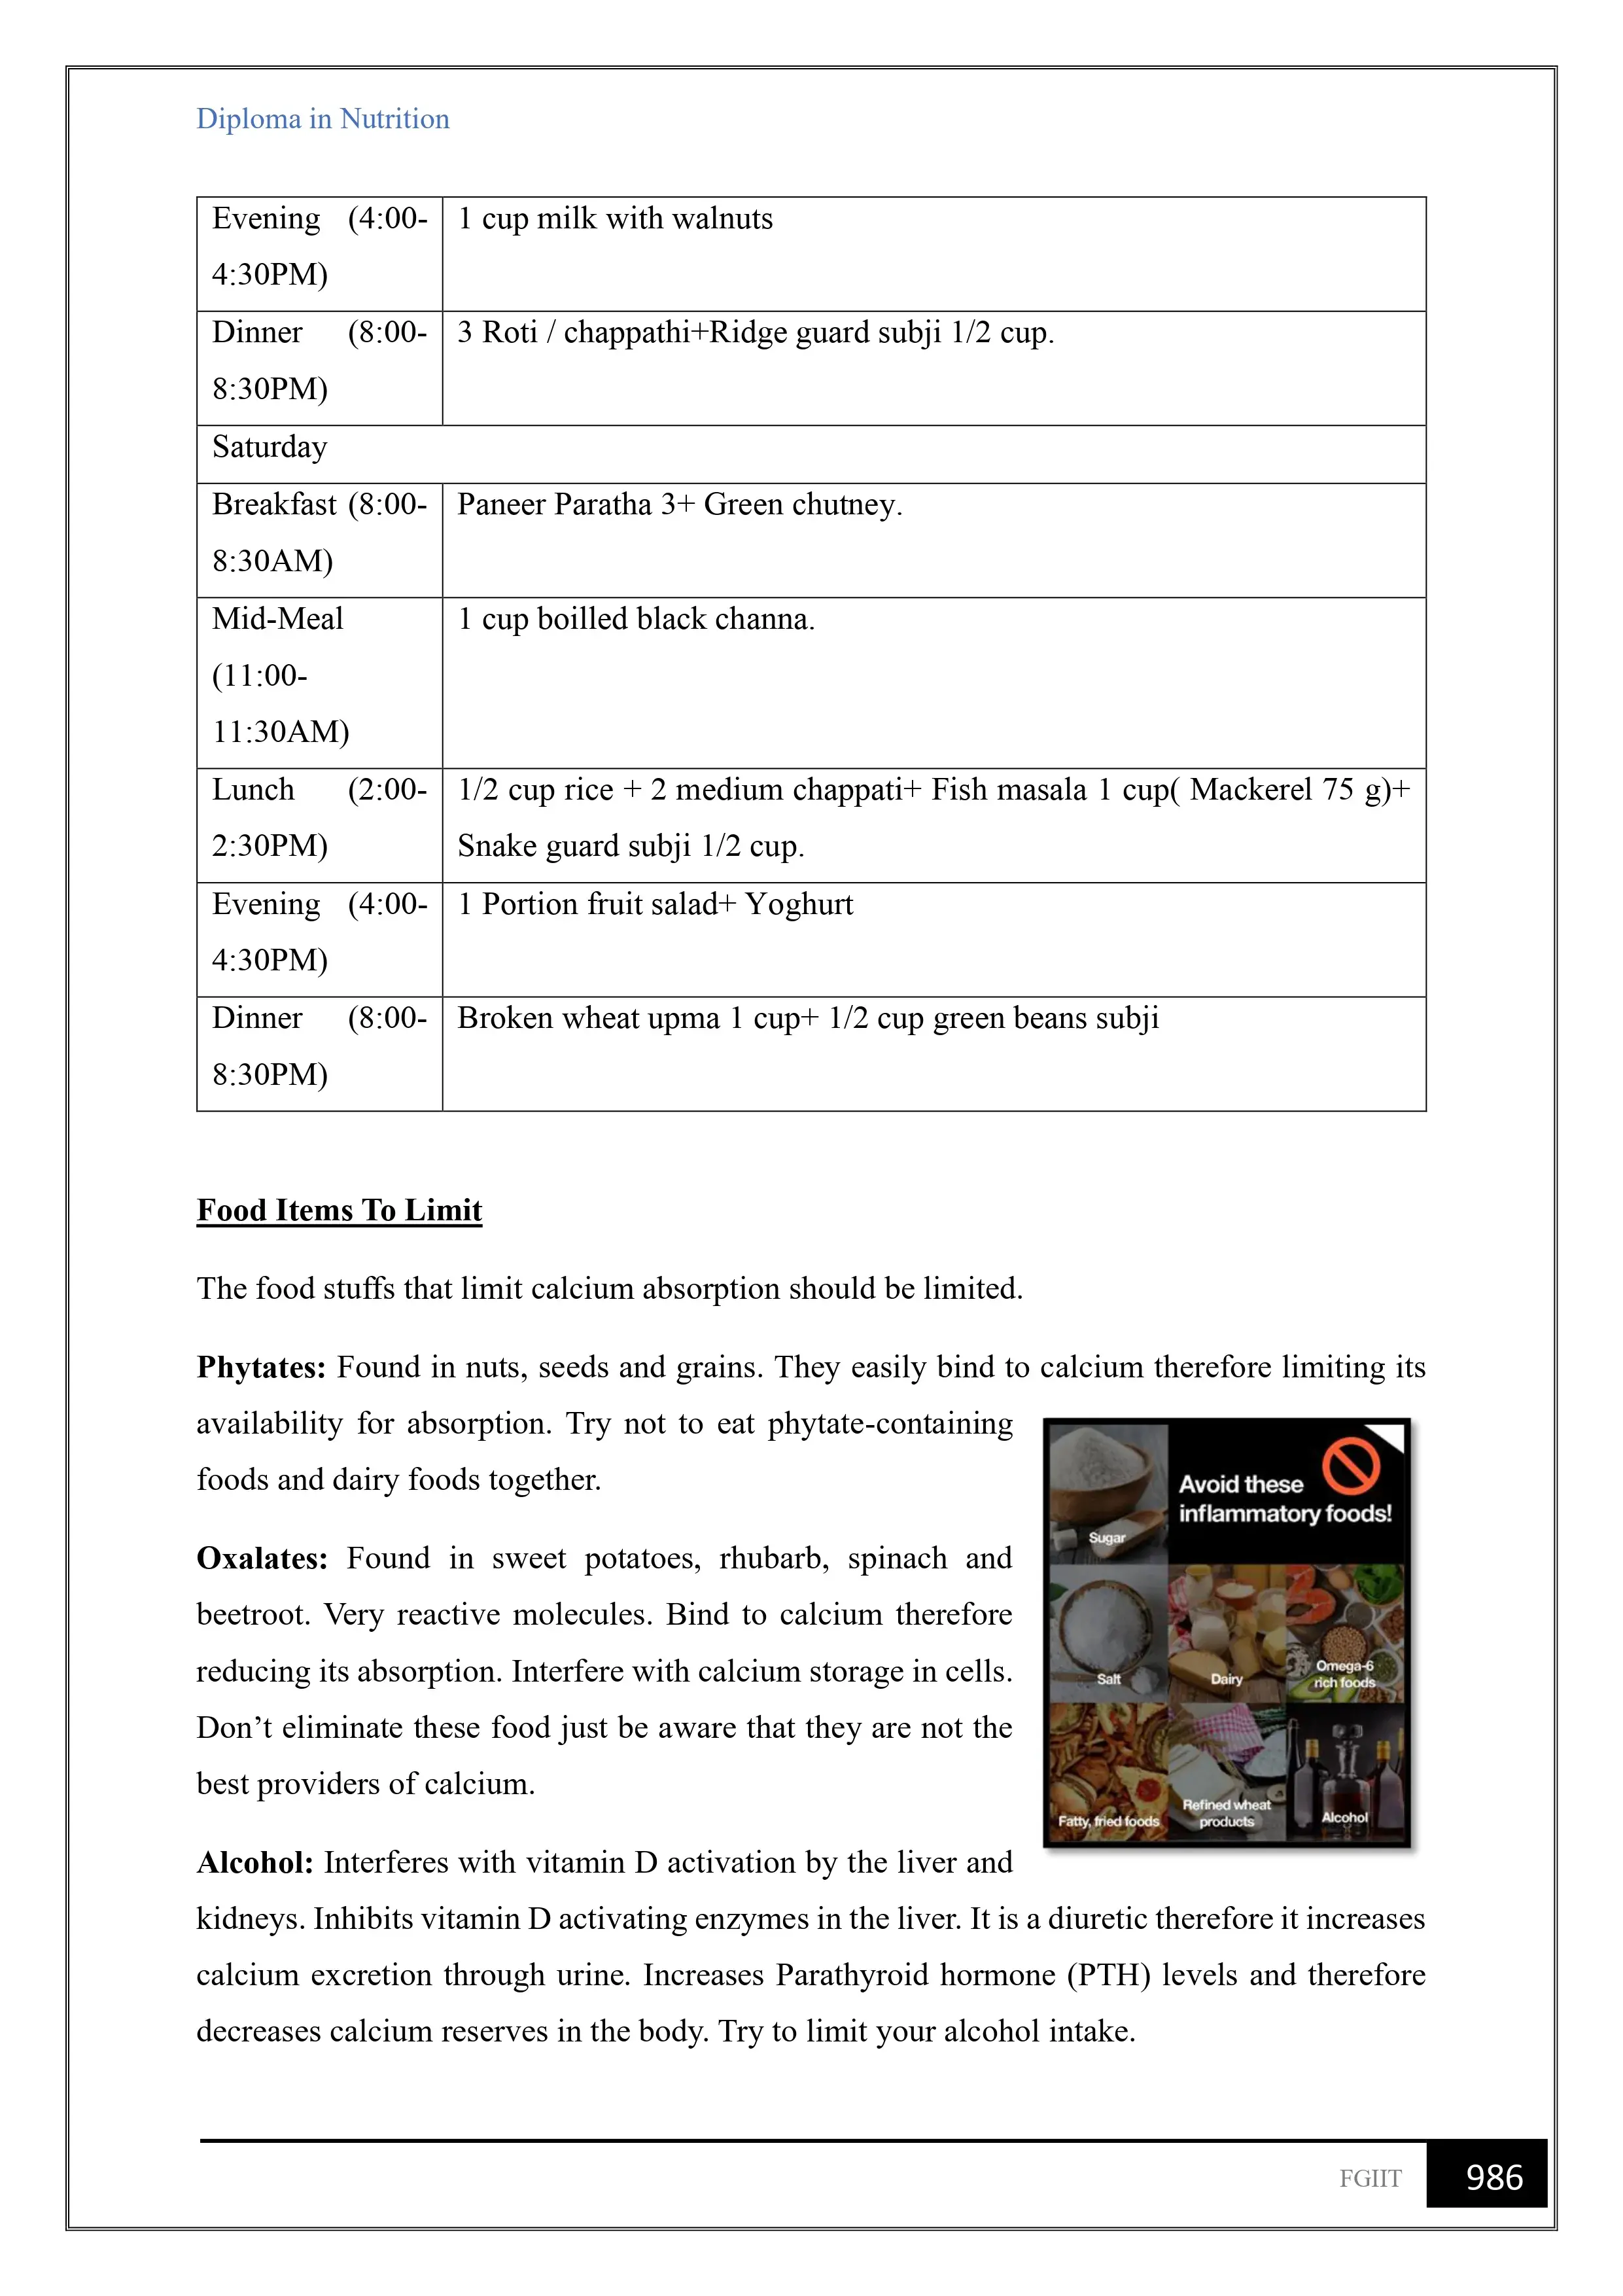 Diploma in Nutrition
Evening (4:00-
4:30PM)
1 cup milk with walnuts
Dinner (8:00-
8:30PM)
3 Roti / chappathi+Ridge guard subji 1/2 cup.
Saturday
Breakfast (8:00-
8:30AM)
Paneer Paratha 3+ Green chutney.
Mid-Meal
(11:00-
11:30AM)
1 cup boilled black channa.
Lunch (2:00-
2:30PM)
1/2 cup rice + 2 medium chappati+ Fish masala 1 cup( Mackerel 75 g)+
Snake guard subji 1/2 cup.
Evening (4:00-
4:30PM)
1 Portion fruit salad+ Yoghurt
Dinner (8:00-
8:30PM)
Broken wheat upma 1 cup+ 1/2 cup green beans subji
Food Items To Limit
The food stuffs that limit calcium absorption should be limited.
Phytates: Found in nuts, seeds and grains. They easily bind to calcium therefore limiting its
availability for absorption. Try not to eat phytate-containing
foods and dairy foods together.
Oxalates: Found in sweet potatoes, rhubarb, spinach and
beetroot. Very reactive molecules. Bind to calcium therefore
reducing its absorption. Interfere with calcium storage in cells.
Don’t eliminate these food just be aware that they are not the
best providers of calcium.
Avoid these
inflammatory foods!
Sugar
Salt
Dairy
Omega-6
rich foods
Fatty, fried foods
Refined wheat
products
Alcohol
Alcohol: Interferes with vitamin D activation by the liver and
kidneys. Inhibits vitamin D activating enzymes in the liver. It is a diuretic therefore it increases
calcium excretion through urine. Increases Parathyroid hormone (PTH) levels and therefore
decreases calcium reserves in the body. Try to limit your alcohol intake.
FGIIT
986